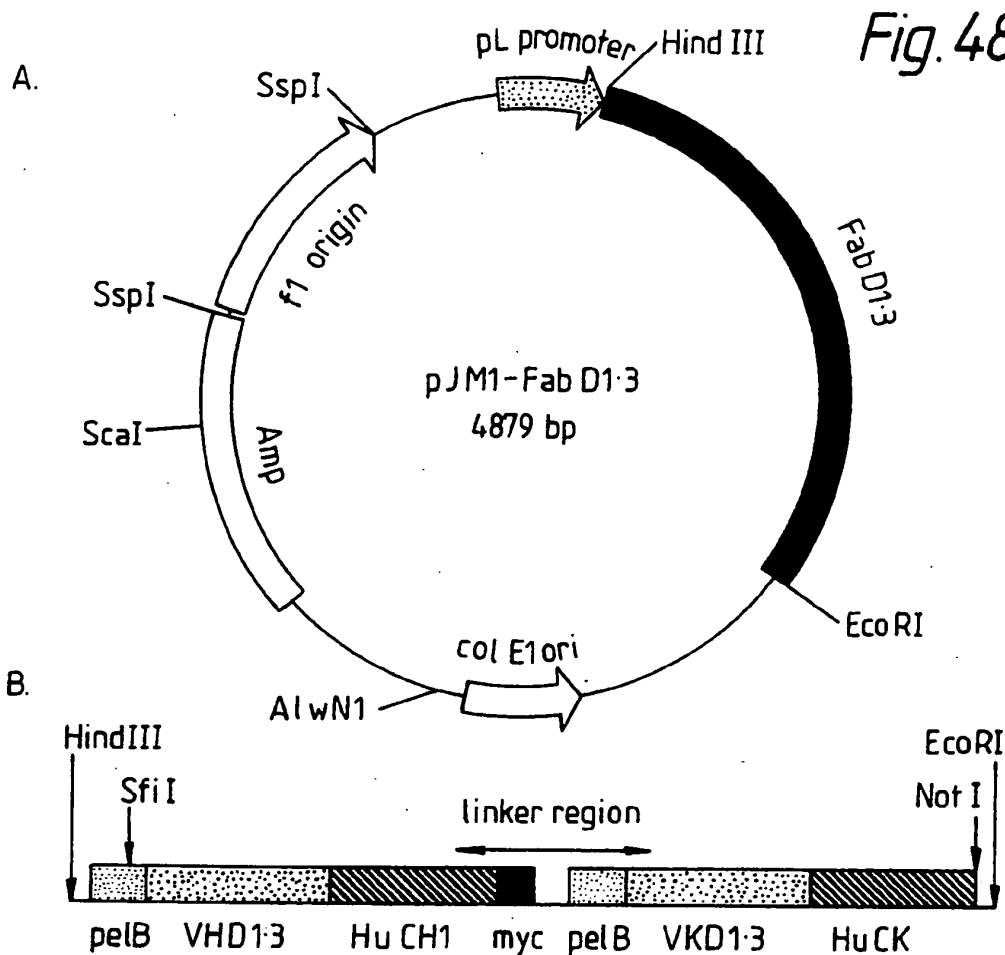 Fig. 48
A.
pL promoter
Hind III
SspI
f1 origin
SspI
ScaI
Amp
Fab D1·3
pJM1-Fab D1·3
4879 bp
EcoRI
col E1 ori
AlwN1
B.
HindIII
EcoRI
Sfi I
Not I
linker region
pelB VHD1·3 Hu CH1 myc pelB VKD1·3 HuCK